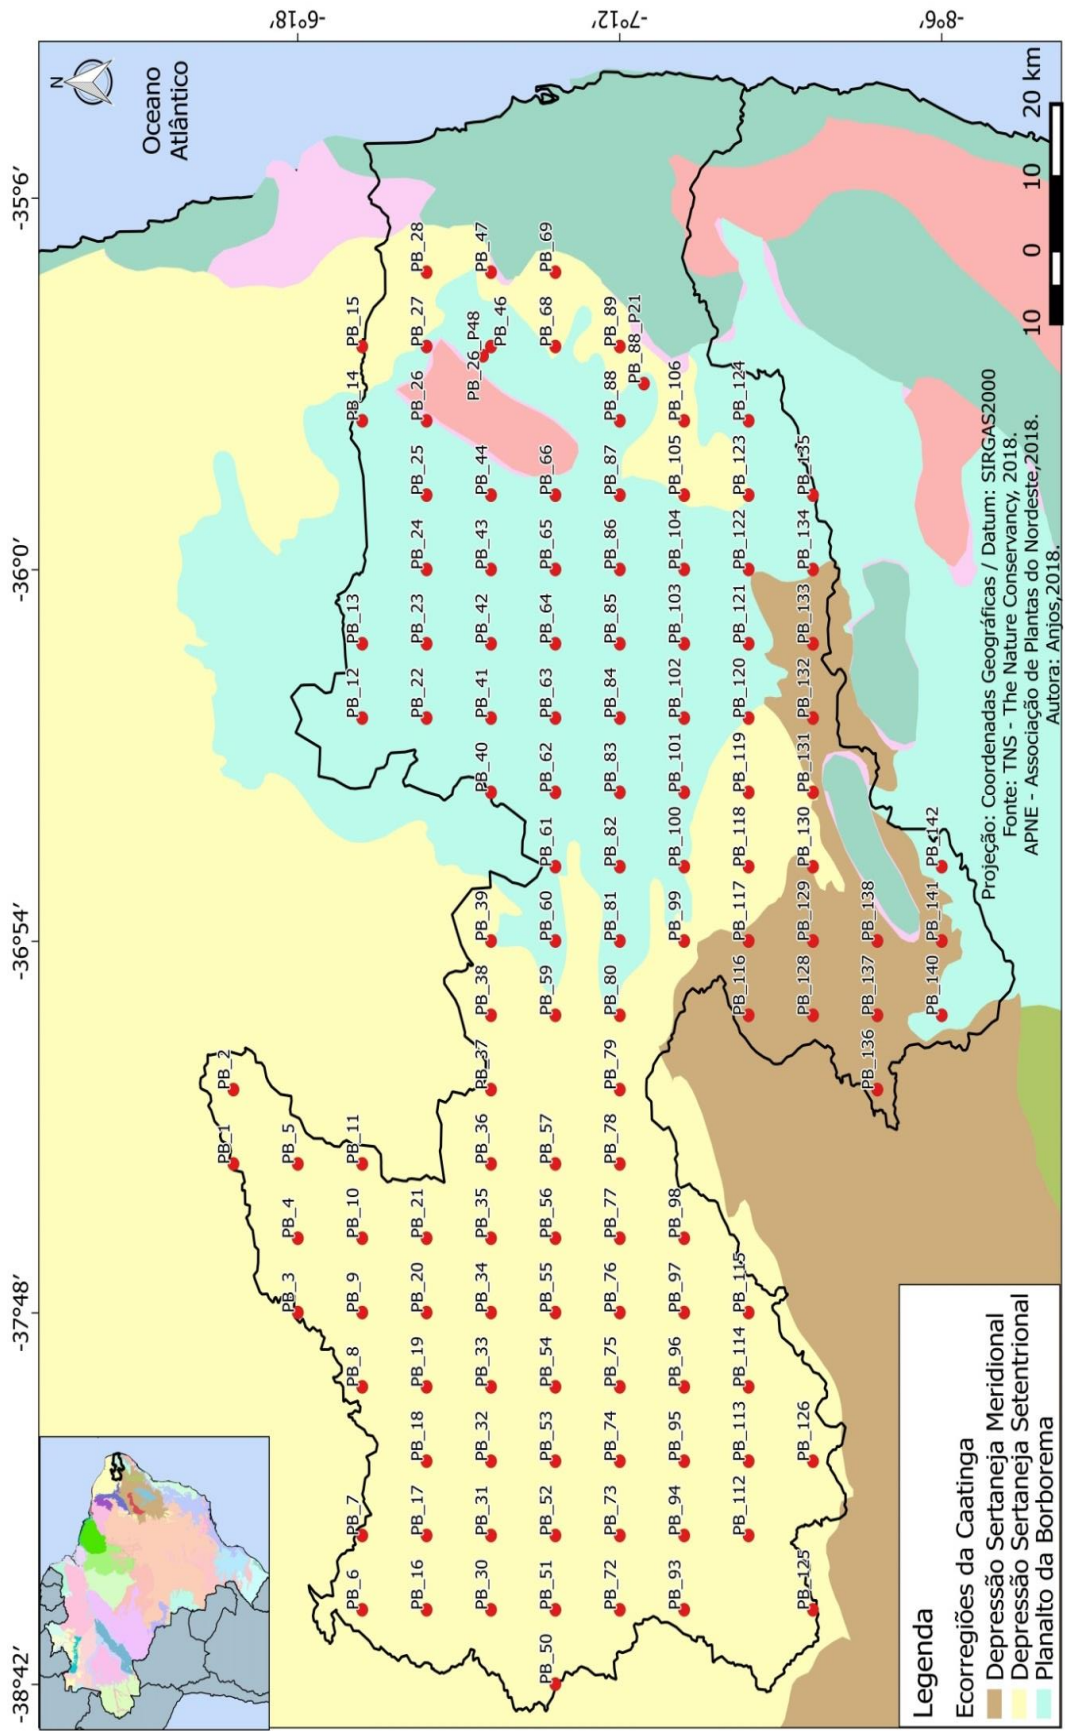 -38°42'
-37°48'
-36°54'
-36°0'
-35°6'
N
Oceano
Atlântico
-6°18'
-7°12'
-8°6'
PB_1
PB_2
PB_3
PB_4
PB_5
PB_6
PB_7
PB_8
PB_9
PB_10
PB_11
PB_12
PB_13
PB_14
PB_15
PB_16
PB_17
PB_18
PB_19
PB_20
PB_21
PB_22
PB_23
PB_24
PB_25
PB_26
PB_27
PB_28
PB_26_P48
PB_30
PB_31
PB_32
PB_33
PB_34
PB_35
PB_36
PB_37
PB_38
PB_39
PB_40
PB_41
PB_42
PB_43
PB_44
PB_46
PB_47
PB_50
PB_51
PB_52
PB_53
PB_54
PB_55
PB_56
PB_57
PB_59
PB_60
PB_61
PB_62
PB_63
PB_64
PB_65
PB_66
PB_68
PB_69
PB_72
PB_73
PB_74
PB_75
PB_76
PB_77
PB_78
PB_79
PB_80
PB_81
PB_82
PB_83
PB_84
PB_85
PB_86
PB_87
PB_88
PB_89
PB_88_P21
PB_93
PB_94
PB_95
PB_96
PB_97
PB_98
PB_99
PB_100
PB_101
PB_102
PB_103
PB_104
PB_105
PB_106
PB_112
PB_113
PB_114
PB_115
PB_116
PB_117
PB_118
PB_119
PB_120
PB_121
PB_122
PB_123
PB_124
PB_125
PB_126
PB_128
PB_129
PB_130
PB_131
PB_132
PB_133
PB_134
PB_135
PB_136
PB_137
PB_138
PB_140
PB_141
PB_142
Legenda
Ecorregiões da Caatinga
Depressão Sertaneja Meridional
Depressão Sertaneja Setentrional
Planalto da Borborema
Projeção: Coordenadas Geográficas / Datum: SIRGAS2000
Fonte: TNS - The Nature Conservancy, 2018.
APNE - Associação de Plantas do Nordeste,2018.
Autora: Anjos,2018.
10 0 10 20 km